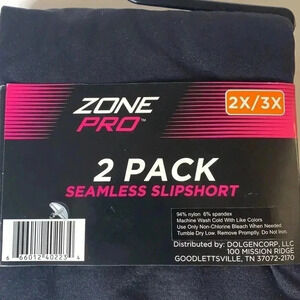 ZONE
PRO™
2X/3X
2 PACK
SEAMLESS SLIPSHORT
94% nylon 6% spandex
Machine Wash Cold With Like Colors
Use Only Non-Chlorine Bleach When Needed
Tumble Dry Low. Remove Promptly. Do Not Iron.
Distributed by: DOLGENCORP, LLC
100 MISSION RIDGE
GOODLETTSVILLE, TN 37072-2170